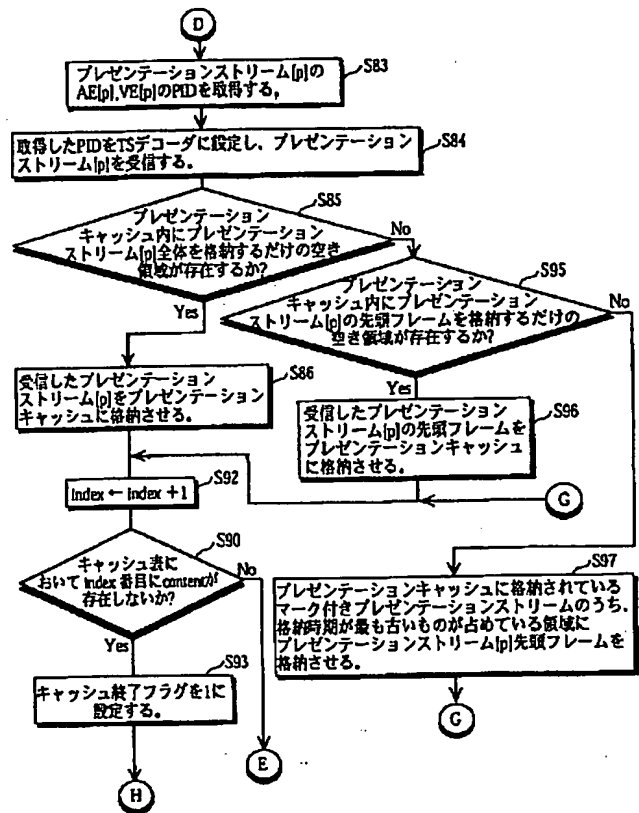 D
S83
プレゼンテーションストリーム[p]の
AE[p],VE[p]のPIDを取得する。
S84
取得したPIDをTSデコーダに設定し、プレゼンテーション
ストリーム[p]を受信する。
S85
プレゼンテーション
キャッシュ内にプレゼンテーション
ストリーム[p]全体を格納するだけの空き
領域が存在するか?
No
Yes
S95
プレゼンテーション
キャッシュ内にプレゼンテーション
ストリーム[p]の先頭フレームを格納するだけの
空き領域が存在するか?
No
Yes
S86
受信したプレゼンテーション
ストリーム[p]をプレゼンテーション
キャッシュに格納させる。
S96
受信したプレゼンテーション
ストリーム[p]の先頭フレームを
プレゼンテーションキャッシュ
に格納させる。
G
S92
index ← index +1
S90
キャッシュ表に
おいて index 番目にcontentが
存在しないか?
No
Yes
S97
プレゼンテーションキャッシュに格納されている
マーク付きプレゼンテーションストリームのうち、
格納時期が最も古いものが占めている領域に
プレゼンテーションストリーム[p]先頭フレームを
格納させる。
G
S93
キャッシュ終了フラグを1に
設定する。
E
H